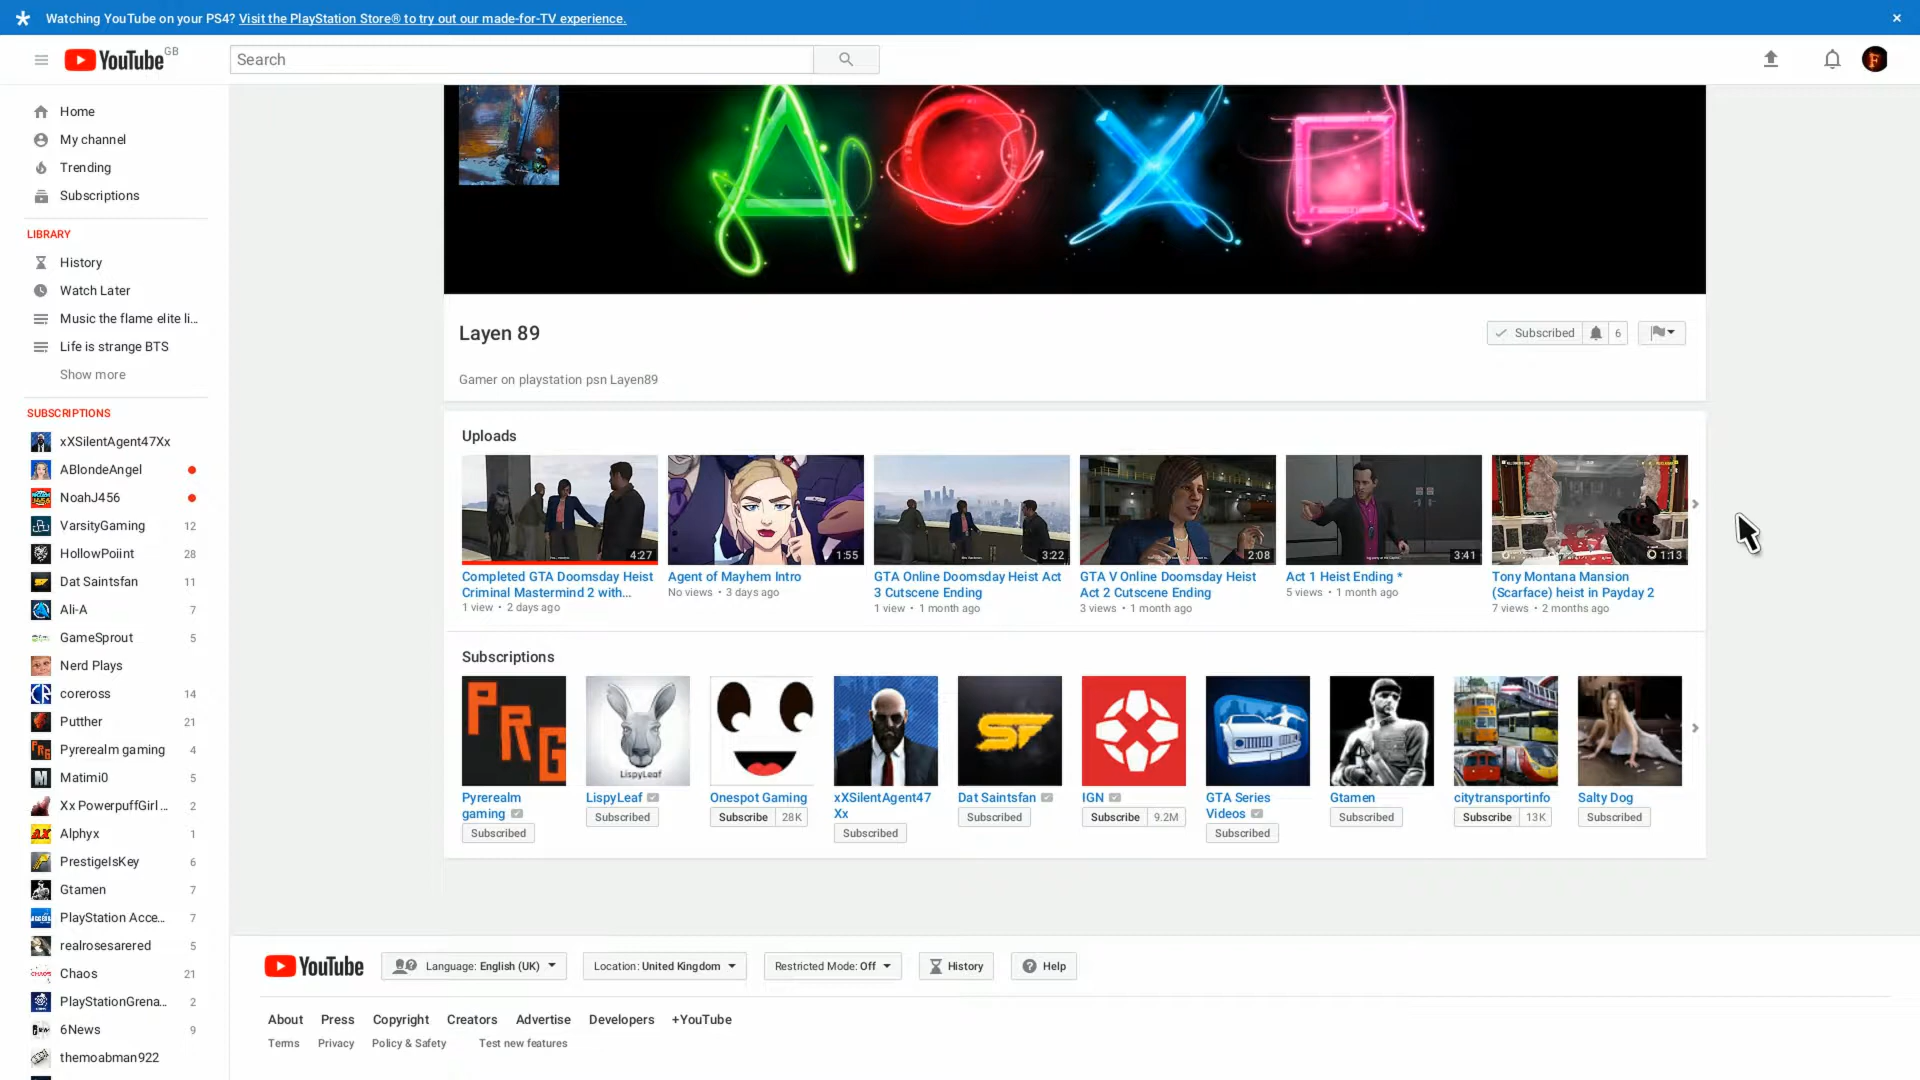 Watching YouTube on your PS4? Visit the PlayStation Store® to try out our made-for-TV experience.
YouTube GB
Search
Home
My channel
Trending
Subscriptions
LIBRARY
History
Watch Later
Music the flame elite li...
Life is strange BTS
Show more
SUBSCRIPTIONS
xXSilentAgent47Xx
ABlondeAngel
NoahJ456
VarsityGaming 12
HollowPoiint 28
Dat Saintsfan 11
Ali-A 7
GameSprout 5
Nerd Plays
coreross 14
Putther 21
Pyrerealm gaming 4
Matimi0 5
Xx PowerpuffGirl... 2
Alphyx 1
PrestigeIsKey 6
Gtamen 7
PlayStation Acce... 7
realrosesarered 5
Chaos 21
PlayStationGrena... 2
6News 9
themoabman922
Layen 89
Subscribed 6
Gamer on playstation psn Layen89
Uploads
4:27 1:55 3:22 2:08 3:41 1:13
Completed GTA Doomsday Heist
Criminal Mastermind 2 with...
1 view • 2 days ago
Agent of Mayhem Intro
No views • 3 days ago
GTA Online Doomsday Heist Act
3 Cutscene Ending
1 view • 1 month ago
GTA V Online Doomsday Heist
Act 2 Cutscene Ending
3 views • 1 month ago
Act 1 Heist Ending *
5 views • 1 month ago
Tony Montana Mansion
(Scarface) heist in Payday 2
7 views • 2 months ago
Subscriptions
PRG
LispyLeaf
SF
Pyrerealm
gaming
Subscribed
LispyLeaf
Subscribed
Onespot Gaming
Subscribe 28K
xXSilentAgent47
Xx
Subscribed
Dat Saintsfan
Subscribed
IGN
Subscribe 9.2M
GTA Series
Videos
Subscribed
Gtamen
Subscribed
citytransportinfo
Subscribe 13K
Salty Dog
Subscribed
YouTube
Language: English (UK)
Location: United Kingdom
Restricted Mode: Off
History
Help
About Press Copyright Creators Advertise Developers +YouTube
Terms Privacy Policy & Safety Test new features